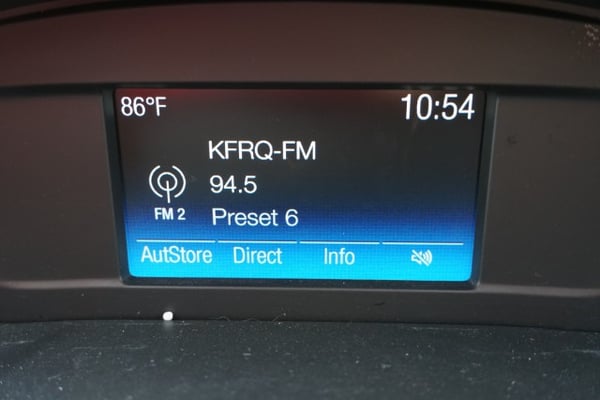 86°F 10:54
KFRQ-FM
94.5
FM 2
Preset 6
AutStore Direct Info